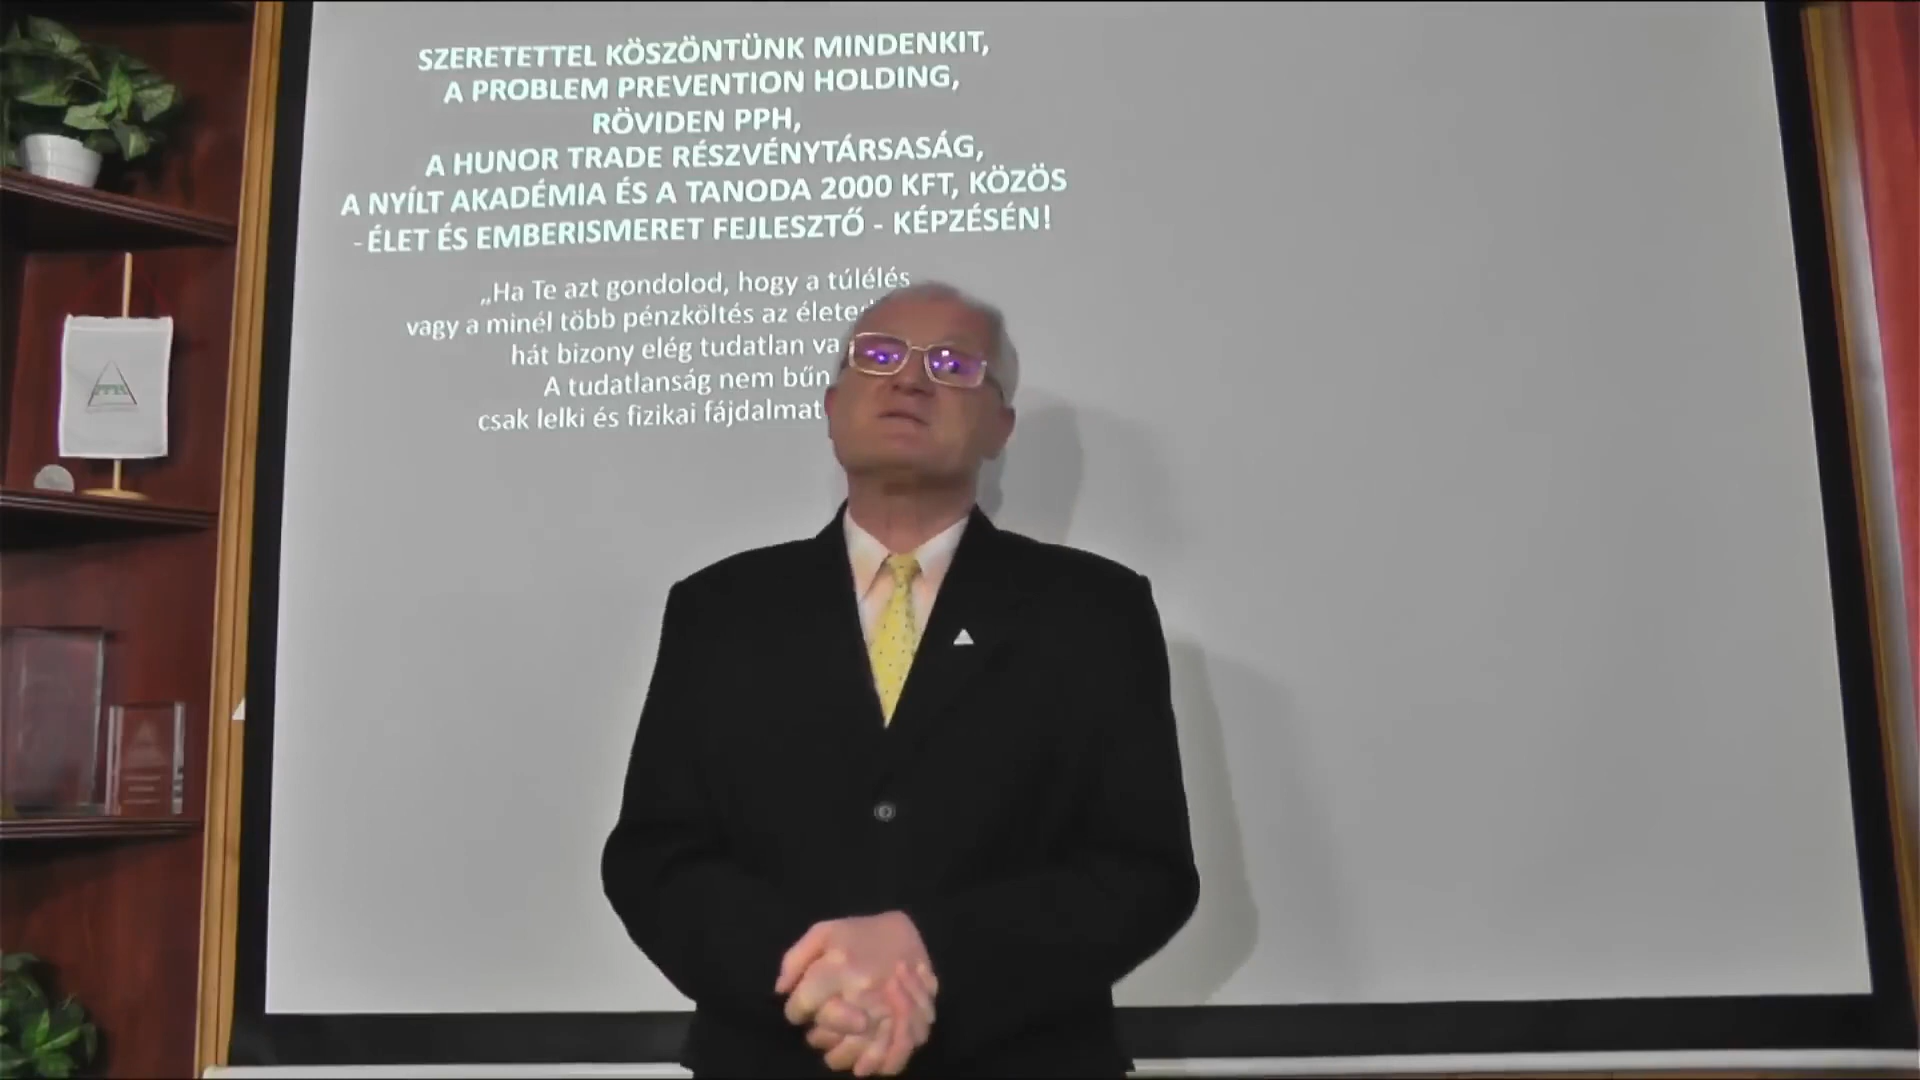 SZERETETTEL KÖSZÖNTÜNK MINDENKIT,
A PROBLEM PREVENTION HOLDING,
RÖVIDEN PPH,
A HUNOR TRADE RÉSZVÉNYTÁRSASÁG,
A NYÍLT AKADÉMIA ÉS A TANODA 2000 KFT, KÖZÖS
- ÉLET ÉS EMBERISMERET FEJLESZTŐ - KÉPZÉSÉN!
„Ha Te azt gondolod, hogy a túlélés
vagy a minél több pénzköltés az
hát bizony elég tudatlan
A tudatlanság nem bűn
csak lelki és fizikai fájdalmat